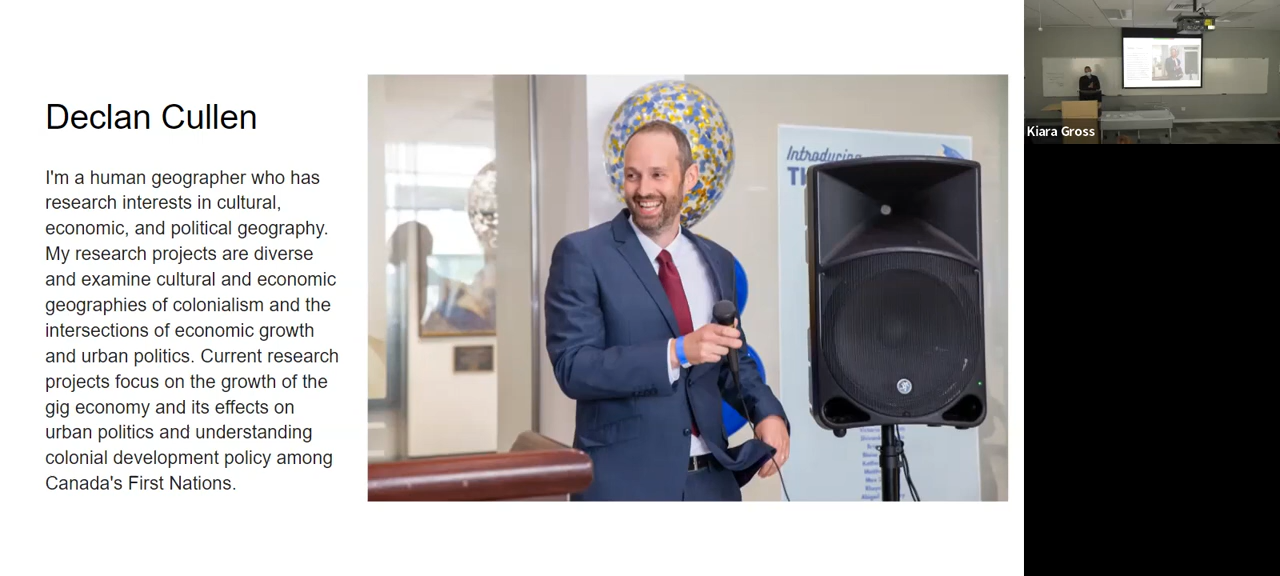 Declan Cullen
I'm a human geographer who has
research interests in cultural,
economic, and political geography.
My research projects are diverse
and examine cultural and economic
geographies of colonialism and the
intersections of economic growth
and urban politics. Current research
projects focus on the growth of the
gig economy and its effects on
urban politics and understanding
colonial development policy among
Canada's First Nations.
Introducing
Kiara Gross